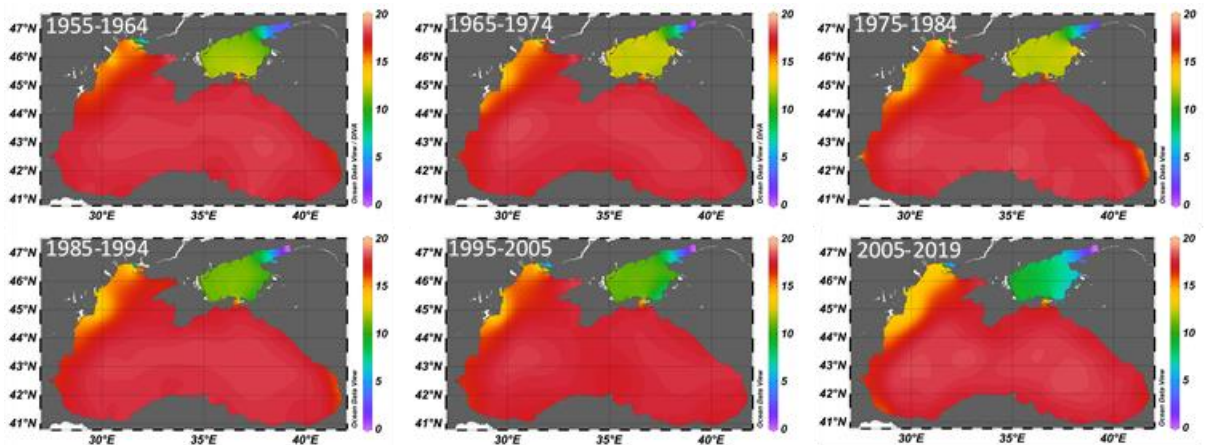 1955-1964
47°N
46°N
45°N
44°N
43°N
42°N
41°N
30°E 35°E 40°E
20
15
10
5
0
Ocean Data View / DIVA
1965-1974
47°N
46°N
45°N
44°N
43°N
42°N
41°N
30°E 35°E 40°E
20
15
10
5
0
Ocean Data View / DIVA
1975-1984
47°N
46°N
45°N
44°N
43°N
42°N
41°N
30°E 35°E 40°E
20
15
10
5
0
Ocean Data View / DIVA
1985-1994
47°N
46°N
45°N
44°N
43°N
42°N
41°N
30°E 35°E 40°E
20
15
10
5
0
Ocean Data View
1995-2005
47°N
46°N
45°N
44°N
43°N
42°N
41°N
30°E 35°E 40°E
20
15
10
5
0
Ocean Data View
2005-2019
47°N
46°N
45°N
44°N
43°N
42°N
41°N
30°E 35°E 40°E
20
15
10
5
0
Ocean Data View